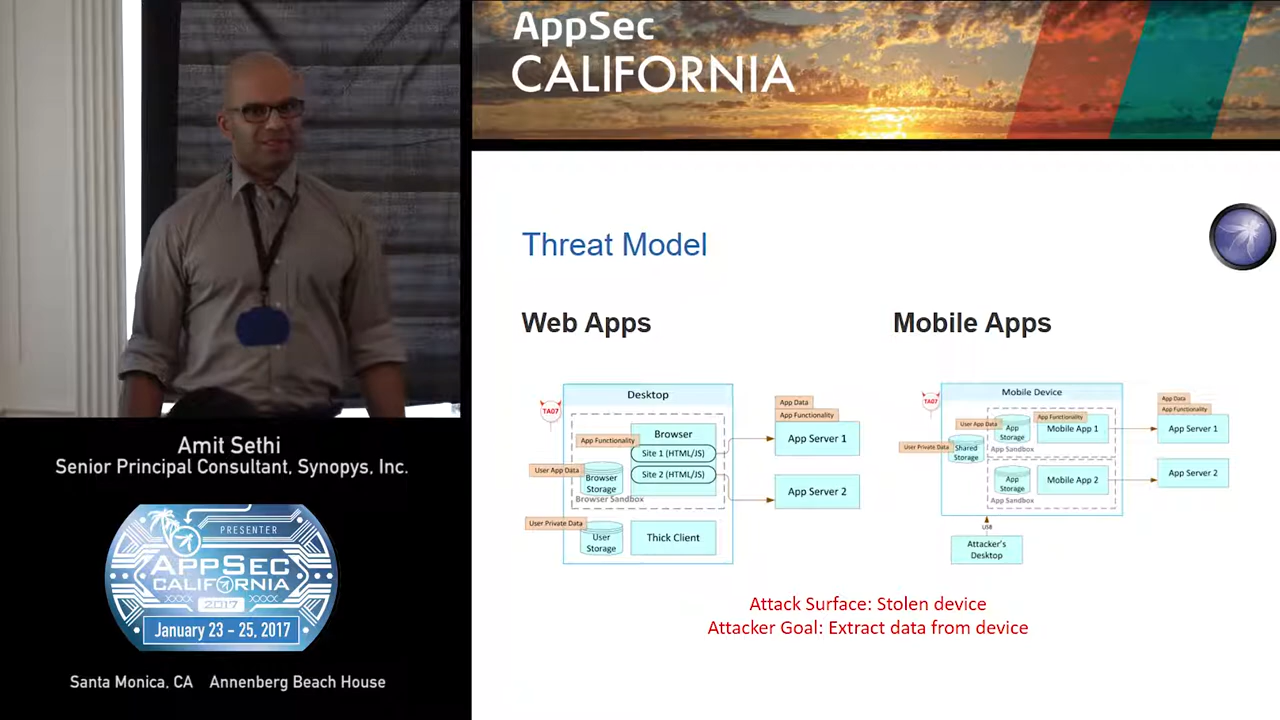 AppSec
CALIFORNIA
Threat Model
Web Apps
Mobile Apps
Desktop
TA07
App Functionality
Browser
Site 1 (HTML/JS)
Site 2 (HTML/JS)
User App Data
Browser
Storage
Browser Sandbox
User Private Data
User
Storage
Thick Client
App Data
App Functionality
App Server 1
App Server 2
Mobile Device
TA07
User App Data
App Functionality
App
Storage
Mobile App 1
App Sandbox
User Private Data
Shared
Storage
App
Storage
Mobile App 2
App Sandbox
USB
Attacker's
Desktop
App Data
App Functionality
App Server 1
App Server 2
Attack Surface: Stolen device
Attacker Goal: Extract data from device
Amit Sethi
Senior Principal Consultant, Synopys, Inc.
PRESENTER
APPSEC
CALIFORNIA
XXXX 2017 XXXX
January 23 - 25, 2017
Santa Monica, CA Annenberg Beach House